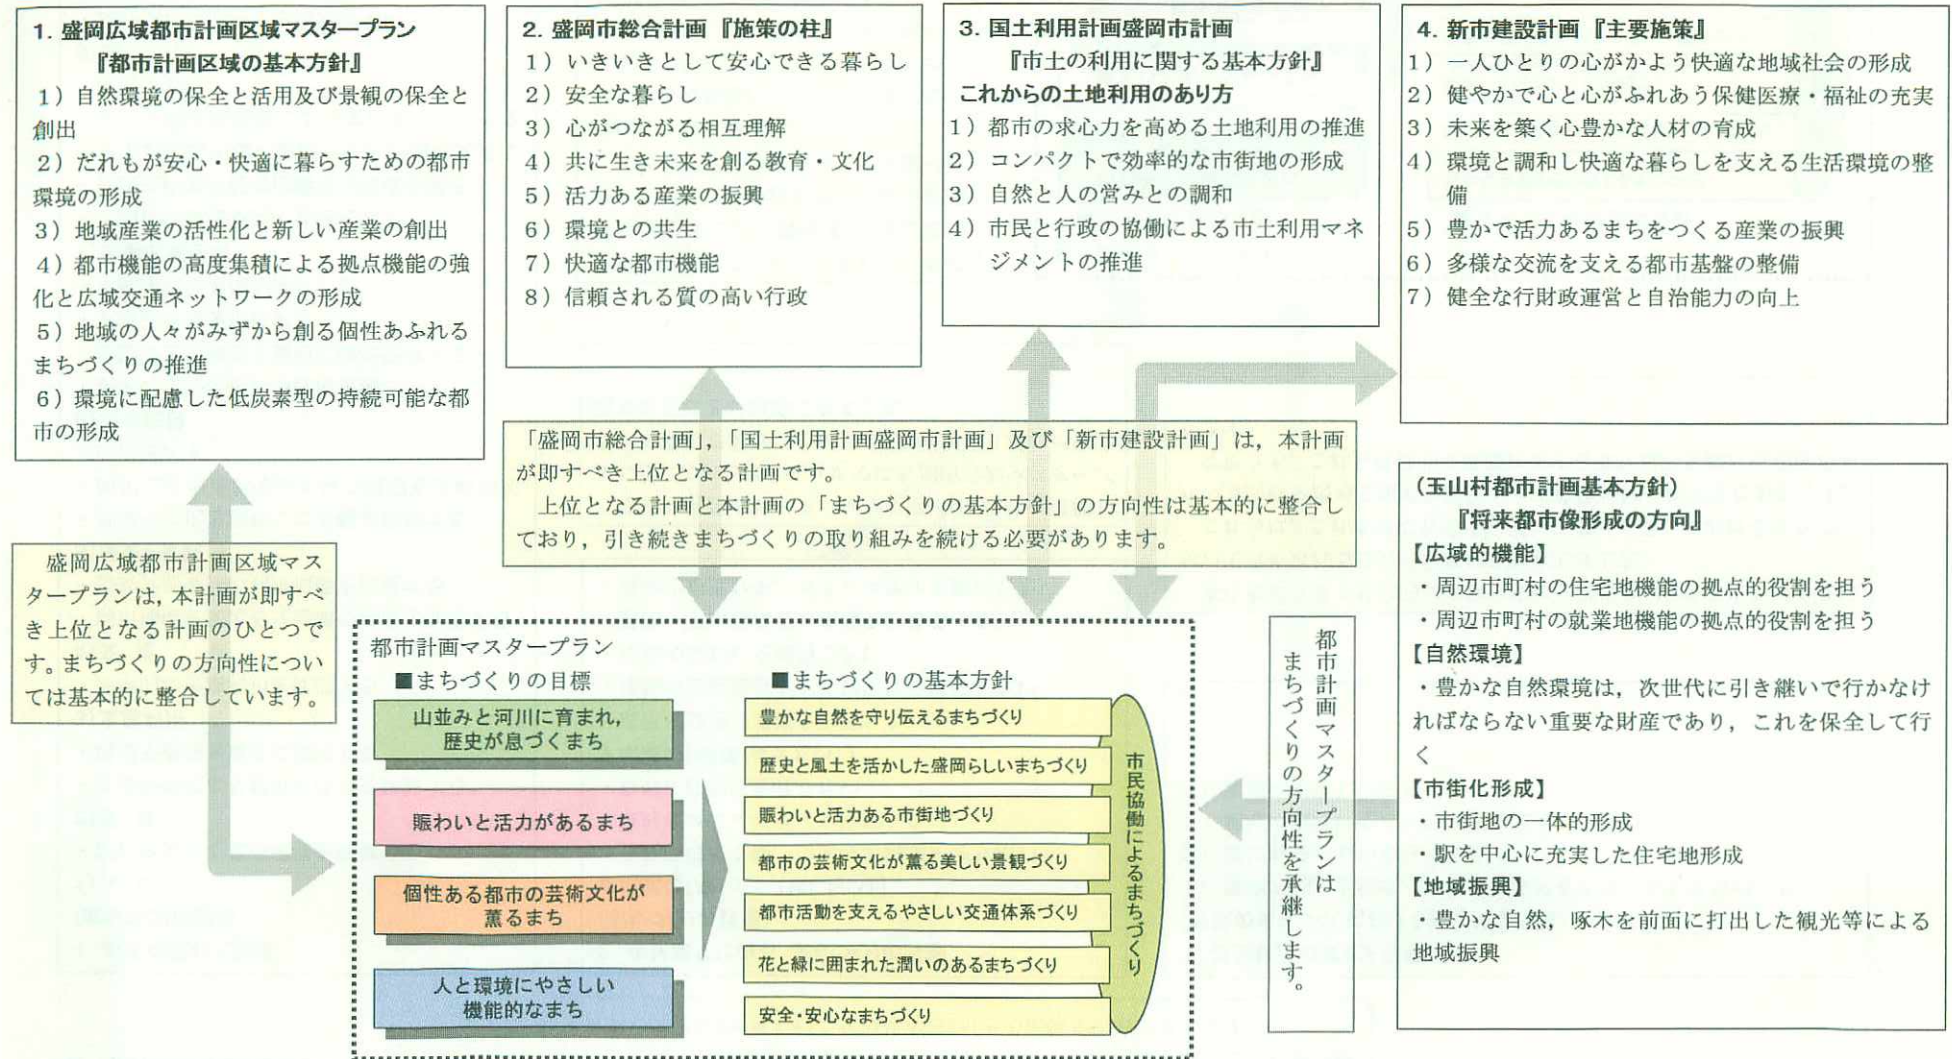 1. 盛岡広域都市計画区域マスタープラン
『都市計画区域の基本方針』
1）自然環境の保全と活用及び景観の保全と
創出
2）だれもが安心・快適に暮らすための都市
環境の形成
3）地域産業の活性化と新しい産業の創出
4）都市機能の高度集積による拠点機能の強
化と広域交通ネットワークの形成
5）地域の人々がみずから創る個性あふれる
まちづくりの推進
6）環境に配慮した低炭素型の持続可能な都
市の形成
2. 盛岡市総合計画 『施策の柱』
1）いきいきとして安心できる暮らし
2）安全な暮らし
3）心がつながる相互理解
4）共に生き未来を創る教育・文化
5）活力ある産業の振興
6）環境との共生
7）快適な都市機能
8）信頼される質の高い行政
3. 国土利用計画盛岡市計画
『市土の利用に関する基本方針』
これからの土地利用のあり方
1）都市の求心力を高める土地利用の推進
2）コンパクトで効率的な市街地の形成
3）自然と人の営みとの調和
4）市民と行政の協働による市土利用マネ
ジメントの推進
4. 新市建設計画『主要施策』
1）一人ひとりの心がかよう快適な地域社会の形成
2）健やかで心と心がふれあう保健医療・福祉の充実
3）未来を築く心豊かな人材の育成
4）環境と調和し快適な暮らしを支える生活環境の整
備
5）豊かで活力あるまちをつくる産業の振興
6）多様な交流を支える都市基盤の整備
7）健全な行財政運営と自治能力の向上
「盛岡市総合計画」，「国土利用計画盛岡市計画」及び「新市建設計画」は，本計画
が即すべき上位となる計画です。
上位となる計画と本計画の「まちづくりの基本方針」の方向性は基本的に整合し
ており，引き続きまちづくりの取り組みを続ける必要があります。
盛岡広域都市計画区域マス
タープランは，本計画が即すべ
き上位となる計画のひとつで
す。まちづくりの方向性につい
ては基本的に整合しています。
都市計画マスタープラン
■まちづくりの目標
山並みと河川に育まれ，
歴史が息づくまち
賑わいと活力があるまち
個性ある都市の芸術文化が
薫るまち
人と環境にやさしい
機能的なまち
■まちづくりの基本方針
豊かな自然を守り伝えるまちづくり
歴史と風土を活かした盛岡らしいまちづくり
賑わいと活力ある市街地づくり
都市の芸術文化が薫る美しい景観づくり
都市活動を支えるやさしい交通体系づくり
花と緑に囲まれた潤いのあるまちづくり
安全・安心なまちづくり
市民協働によるまちづくり
都市計画マスタープランは
まちづくりの方向性を承継します。
（玉山村都市計画基本方針）
『将来都市像形成の方向』
【広域的機能】
・周辺市町村の住宅地機能の拠点的役割を担う
・周辺市町村の就業地機能の拠点的役割を担う
【自然環境】
・豊かな自然環境は，次世代に引き継いで行かなけ
ればならない重要な財産であり，これを保全して行
く
【市街化形成】
・市街地の一体的形成
・駅を中心に充実した住宅地形成
【地域振興】
・豊かな自然，啄木を前面に打出した観光等による
地域振興